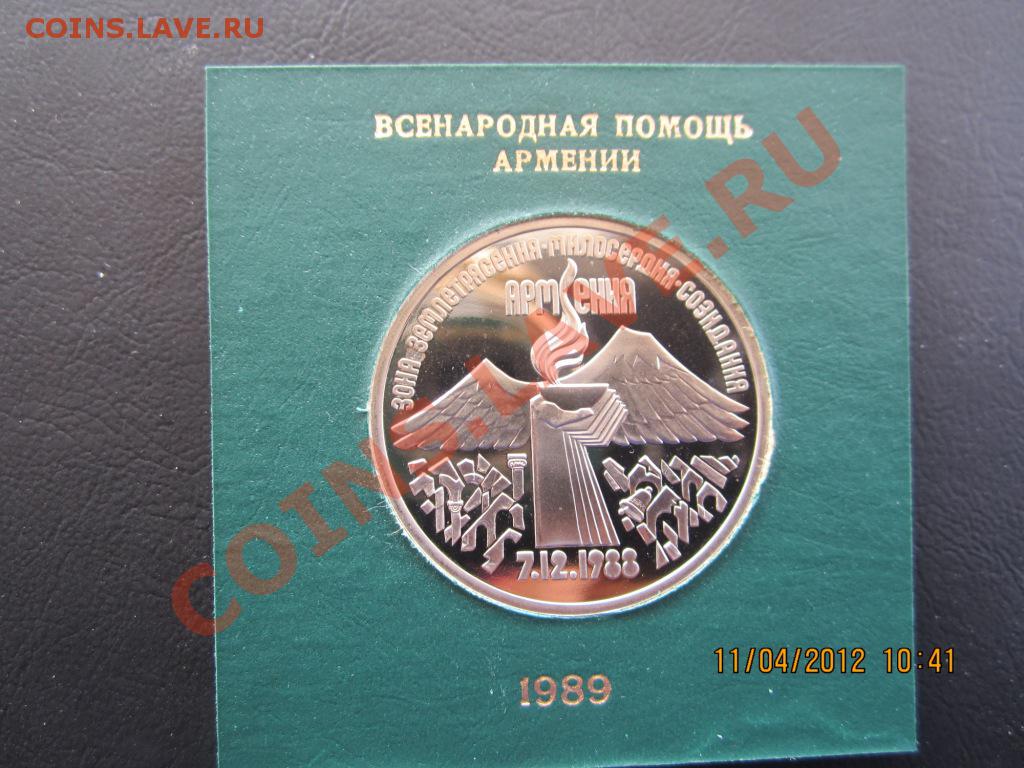 COINS.LAVE.RU
ВСЕНАРОДНАЯ ПОМОЩЬ
АРМЕНИИ
ЗОНА·ЗЕМЛЕТРЯСЕНИЯ·МИЛОСЕРДИЯ·СОЗИДАНИЯ
АРМЕНИЯ
7.12.1988
COINS.LAVE.RU
11/04/2012 10:41
1989